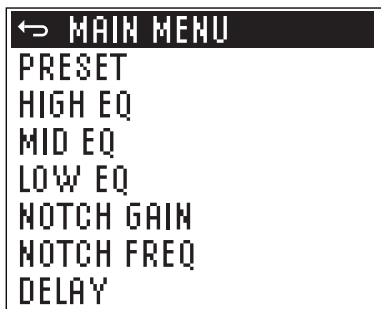 MAIN MENU
PRESET
HIGH EQ
MID EQ
LOW EQ
NOTCH GAIN
NOTCH FREQ
DELAY